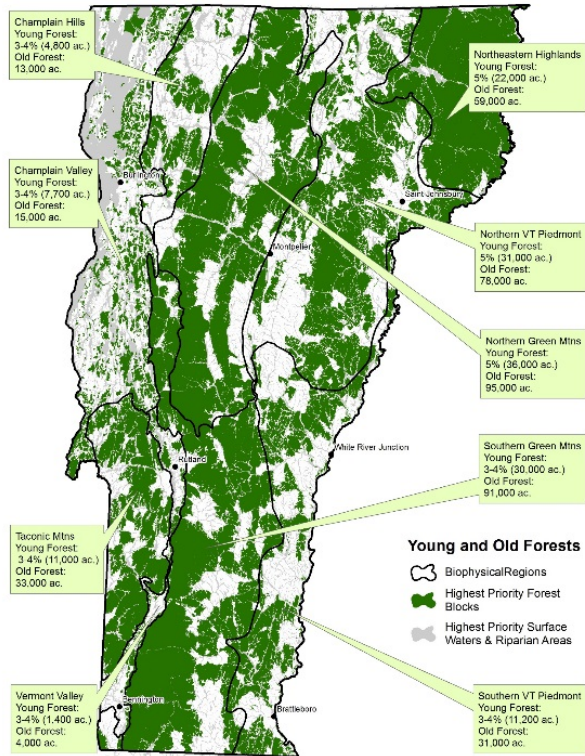 Champlain Hills
Young Forest:
3-4% (4,800 ac.)
Old Forest:
13,000 ac.
Northeastern Highlands
Young Forest:
5% (22,000 ac.)
Old Forest:
59,000 ac.
Champlain Valley
Young Forest:
3-4% (7,700 ac.)
Old Forest:
15,000 ac.
Burlington
Saint Johnsbury
Northern VT Piedmont
Young Forest:
5% (31,000 ac.)
Old Forest:
78,000 ac.
Montpelier
Northern Green Mtns
Young Forest:
5% (36,000 ac.)
Old Forest:
95,000 ac.
White River Junction
Rutland
Southern Green Mtns
Young Forest:
3-4% (30,000 ac.)
Old Forest:
91,000 ac.
Taconic Mtns
Young Forest:
3-4% (11,000 ac.)
Old Forest:
33,000 ac.
Young and Old Forests
BiophysicalRegions
Highest Priority Forest
Blocks
Highest Priority Surface
Waters & Riparian Areas
Vermont Valley
Young Forest:
3-4% (1,400 ac.)
Old Forest:
4,000 ac.
Bennington
Brattleboro
Southern VT Piedmont
Young Forest:
3-4% (11,200 ac.)
Old Forest:
31,000 ac.